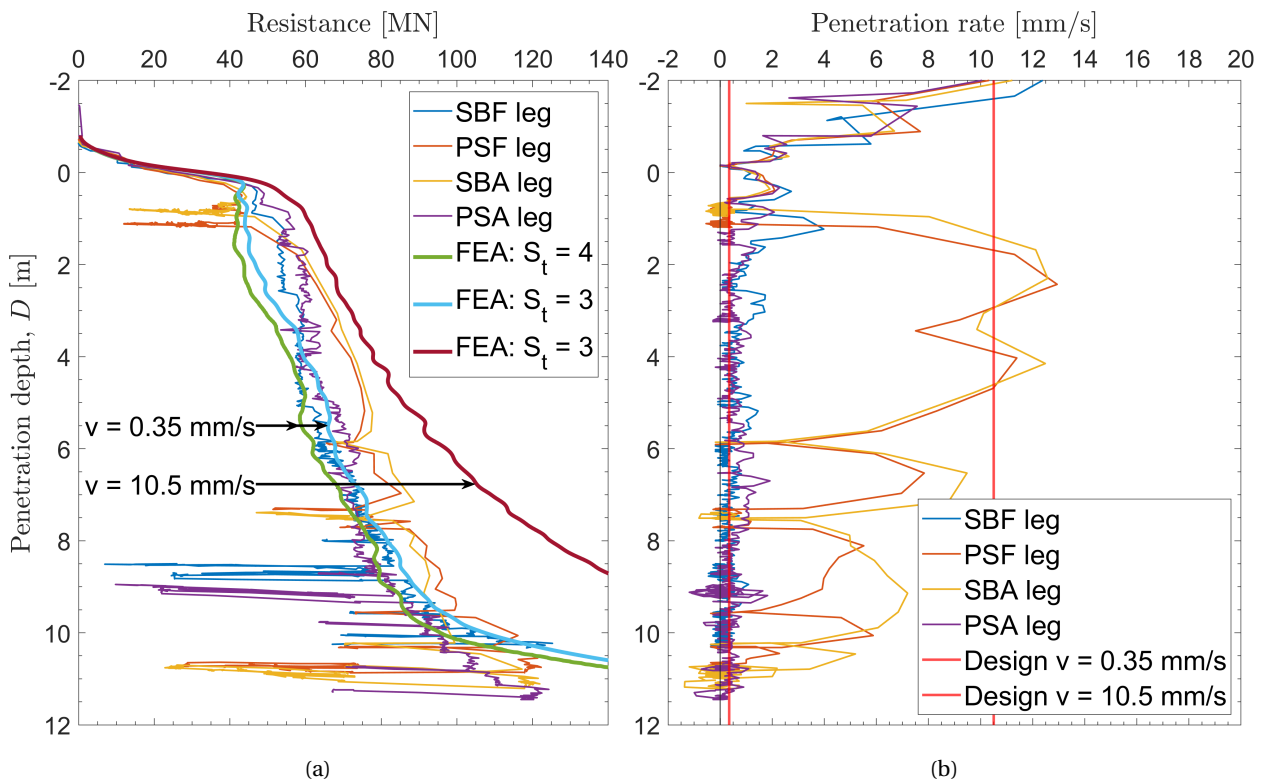 Resistance [MN]
0 20 40 60 80 100 120 140
-2
0
2
4
6
8
10
12
Penetration depth, D [m]
SBF leg
PSF leg
SBA leg
PSA leg
FEA: S_t = 4
FEA: S_t = 3
FEA: S_t = 3
v = 0.35 mm/s
v = 10.5 mm/s
(a)
Penetration rate [mm/s]
-2 0 2 4 6 8 10 12 14 16 18 20
-2
0
2
4
6
8
10
12
SBF leg
PSF leg
SBA leg
PSA leg
Design v = 0.35 mm/s
Design v = 10.5 mm/s
(b)